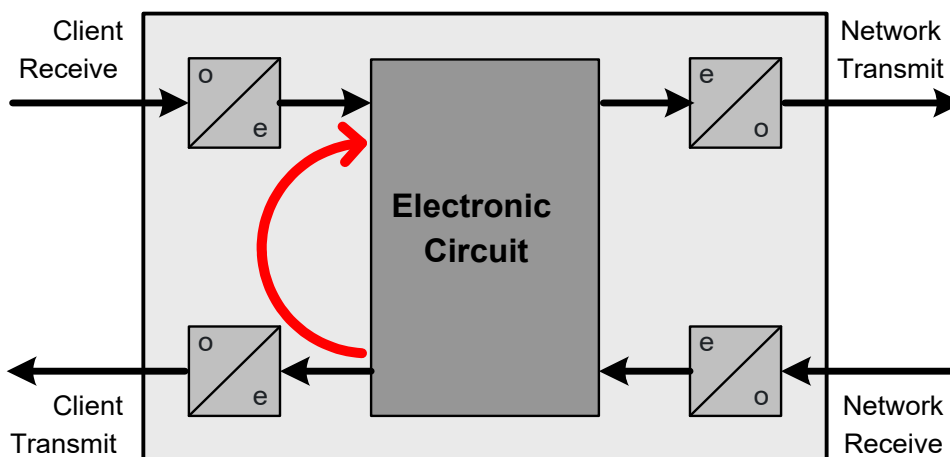 Client
Receive
Network
Transmit
o
e
e
o
Electronic
Circuit
o
e
e
o
Client
Transmit
Network
Receive